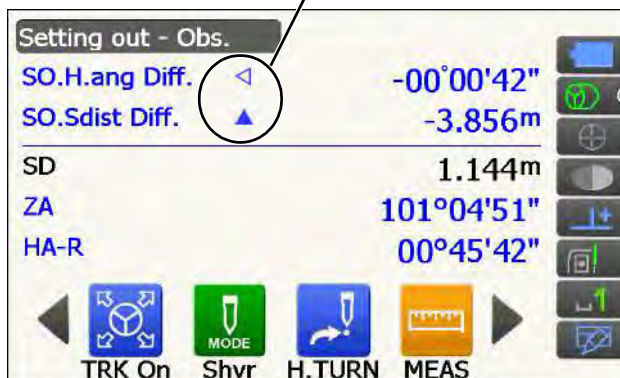 Setting out - Obs.
SO.H.ang Diff. -00°00'42"
SO.Sdist Diff. -3.856m
SD 1.144m
ZA 101°04'51"
HA-R 00°45'42"
MODE
TRK On Shvr H.TURN MEAS